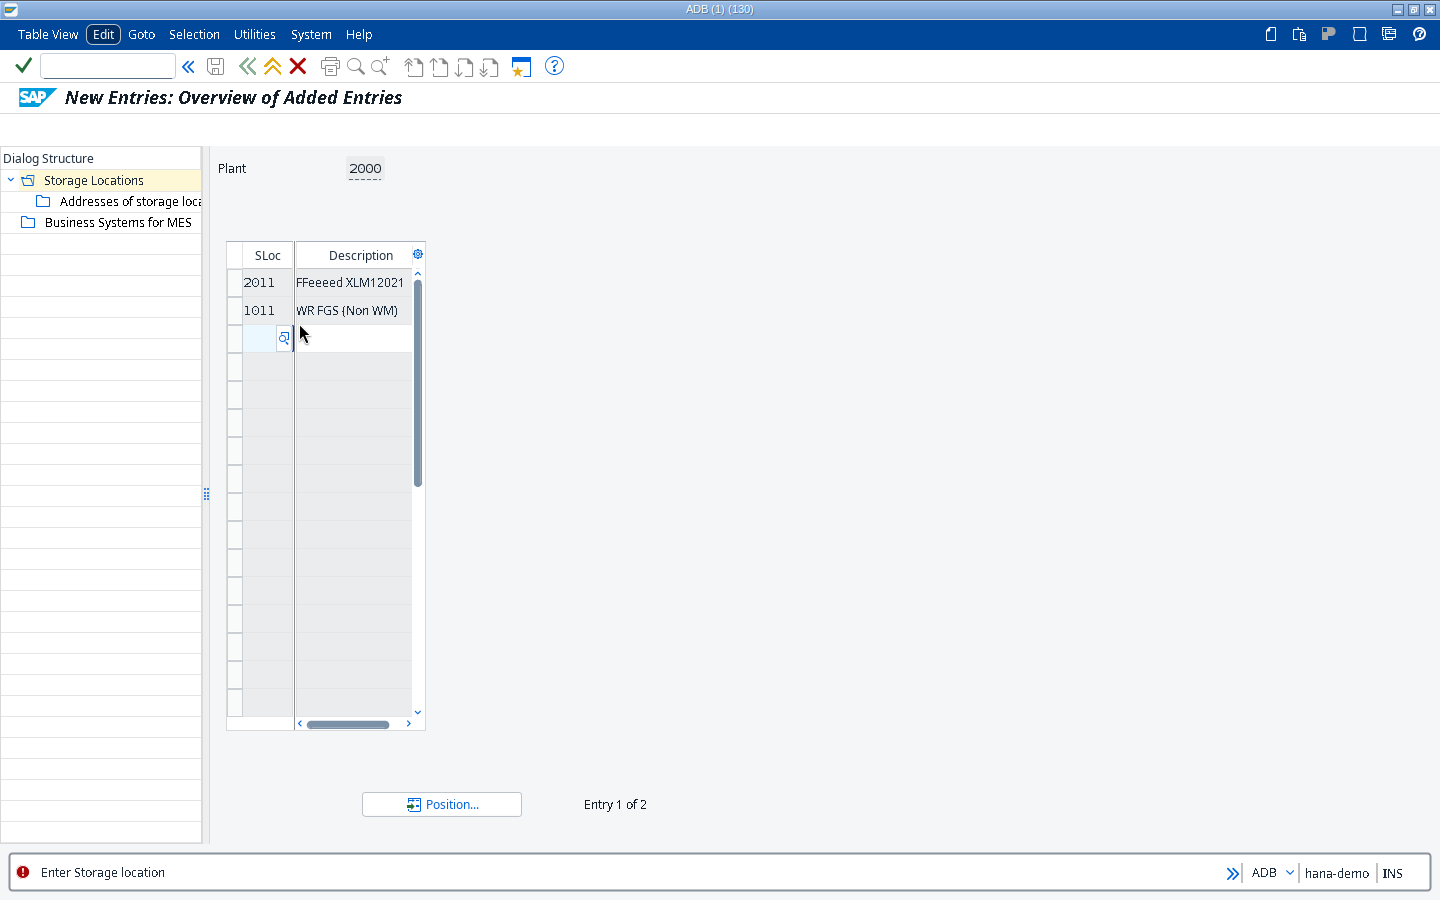 ADB (1) (130)
Table View Edit Goto Selection Utilities System Help
SAP New Entries: Overview of Added Entries
Dialog Structure
Storage Locations
Addresses of storage loca
Business Systems for MES
Plant 2000
SLoc Description
2011 FFeeeed XLM12021
1011 WR FGS (Non WM)
Position... Entry 1 of 2
Enter Storage location
ADB hana-demo INS